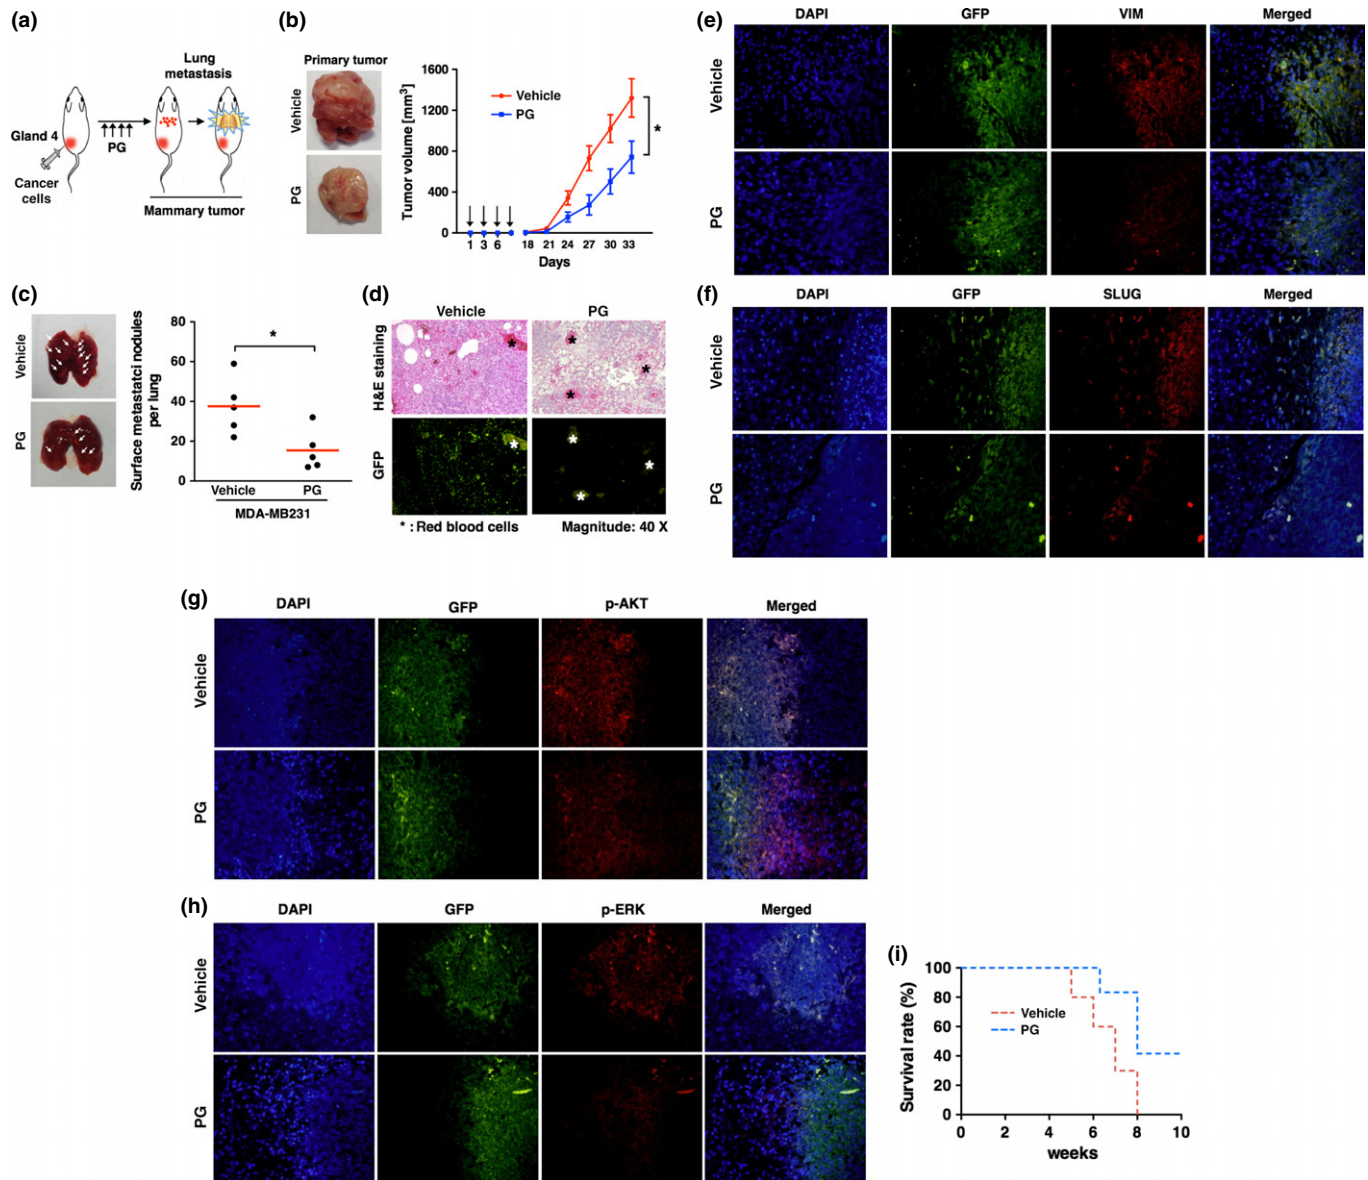 (a)
Lung
metastasis
Gland 4
PG
Cancer
cells
Mammary tumor
(b)
Primary tumor
Vehicle
PG
Tumor volume [mm³]
1600
1200
800
400
0
Vehicle
PG
*
1 3 6 18 21 24 27 30 33
Days
(c)
Vehicle
PG
Surface metastatci nodules
per lung
80
60
40
20
0
*
Vehicle PG
MDA-MB231
(d)
Vehicle PG
H&E staining
GFP
* : Red blood cells Magnitude: 40 X
(e)
DAPI GFP VIM Merged
Vehicle
PG
(f)
DAPI GFP SLUG Merged
Vehicle
PG
(g)
DAPI GFP p-AKT Merged
Vehicle
PG
(h)
DAPI GFP p-ERK Merged
Vehicle
PG
(i)
Survival rate (%)
100
80
60
40
20
0
Vehicle
PG
0 2 4 6 8 10
weeks